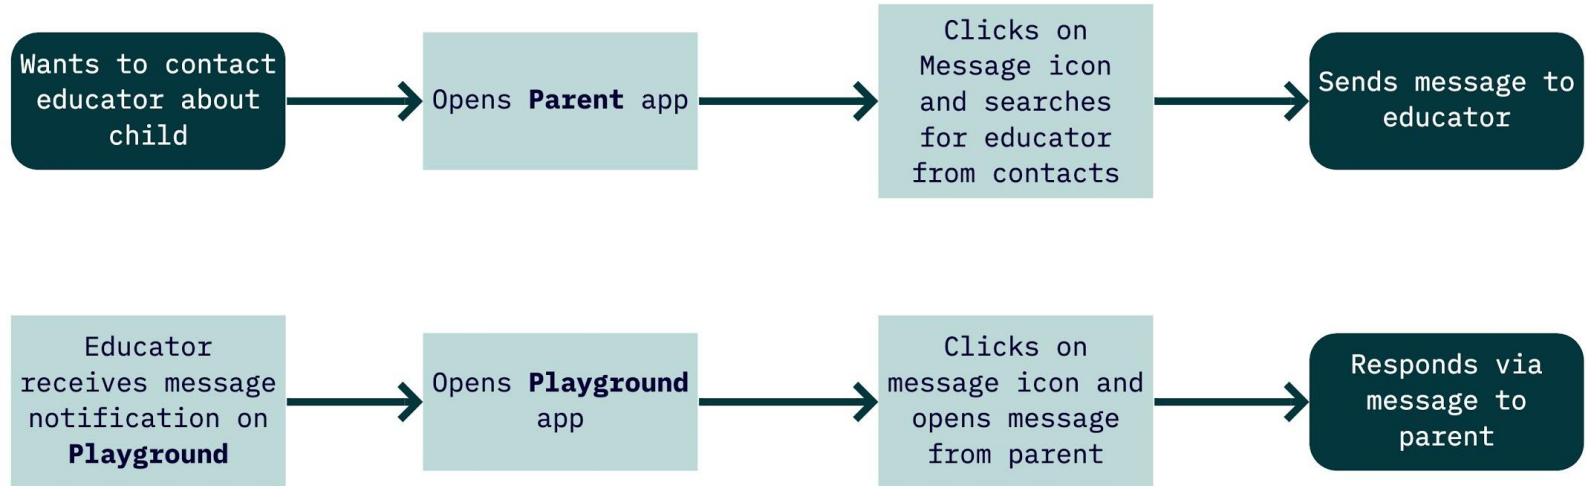 Wants to contact
educator about
child
Opens Parent app
Clicks on
Message icon
and searches
for educator
from contacts
Sends message to
educator
Educator
receives message
notification on
Playground
Opens Playground
app
Clicks on
message icon and
opens message
from parent
Responds via
message to
parent